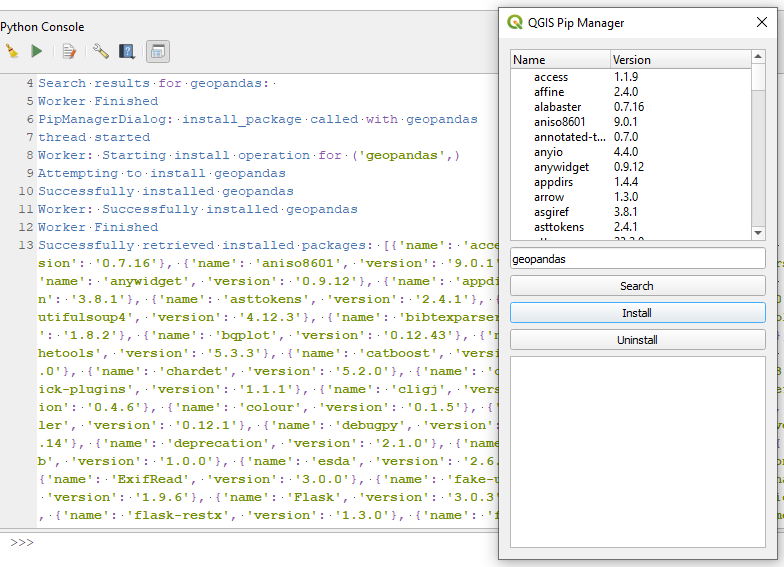 Python Console
4 Search results for geopandas:
5 Worker Finished
6 PipManagerDialog: install_package called with geopandas
7 thread started
8 Worker: Starting install operation for ('geopandas',)
9 Attempting to install geopandas
10 Successfully installed geopandas
11 Worker: Successfully installed geopandas
12 Worker Finished
13 Successfully retrieved installed packages: [{'name': 'acce
sion': '0.7.16'}, {'name': 'aniso8601', 'version': '9.0.1'
'name': 'anywidget', 'version': '0.9.12'}, {'name': 'appdi
n': '3.8.1'}, {'name': 'asttokens', 'version': '2.4.1'}, {
utifulsoup4', 'version': '4.12.3'}, {'name': 'bibtexparser
': '1.8.2'}, {'name': 'bqplot', 'version': '0.12.43'}, {'n
hetools', 'version': '5.3.3'}, {'name': 'catboost', 'versi
.0'}, {'name': 'chardet', 'version': '5.2.0'}, {'name': 'c
ick-plugins', 'version': '1.1.1'}, {'name': 'cligj', 'vers
ion': '0.4.6'}, {'name': 'colour', 'version': '0.1.5'}, {'
ler', 'version': '0.12.1'}, {'name': 'debugpy', 'version':
.14'}, {'name': 'deprecation', 'version': '2.1.0'}, {'name
b', 'version': '1.0.0'}, {'name': 'esda', 'version': '2.6.
{'name': 'ExifRead', 'version': '3.0.0'}, {'name': 'fake-u
'version': '1.9.6'}, {'name': 'Flask', 'version': '3.0.3'
, {'name': 'flask-restx', 'version': '1.3.0'}, {'name': 'f
>>>
QGIS Pip Manager
Name Version
access 1.1.9
affine 2.4.0
alabaster 0.7.16
aniso8601 9.0.1
annotated-t... 0.7.0
anyio 4.4.0
anywidget 0.9.12
appdirs 1.4.4
arrow 1.3.0
asgiref 3.8.1
asttokens 2.4.1
geopandas
Search
Install
Uninstall